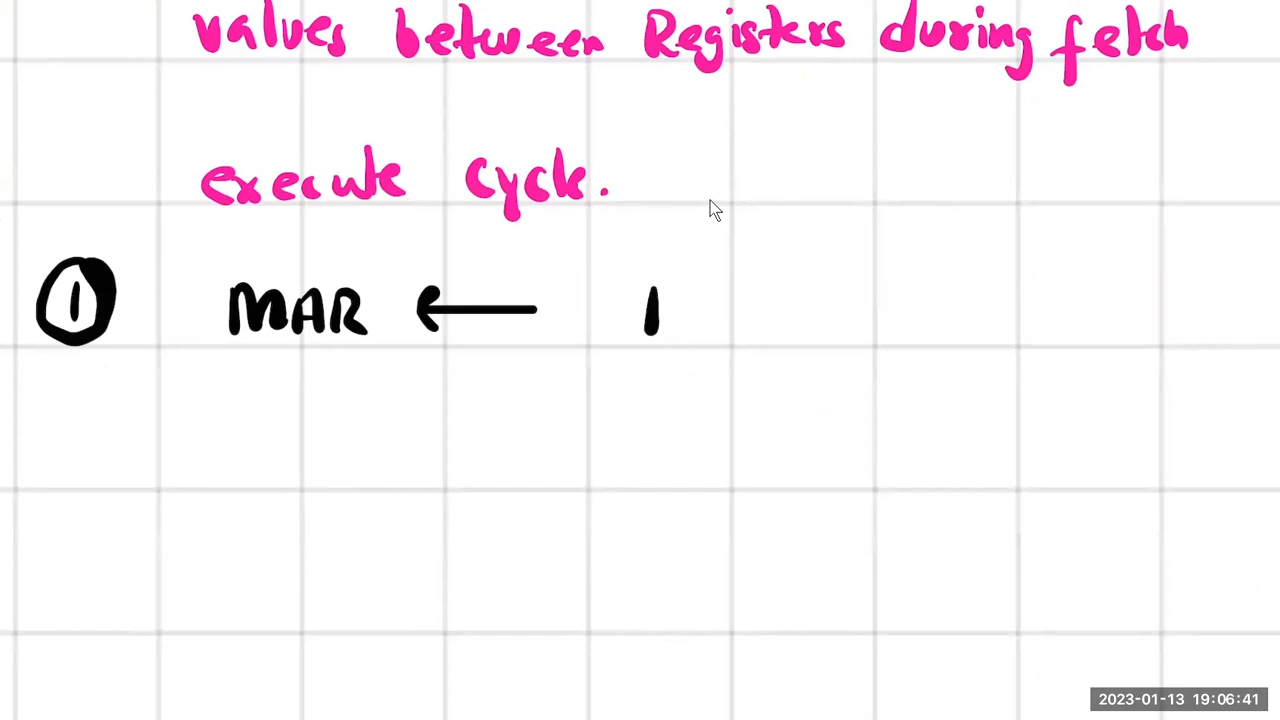 values between Registers during fetch
execute cycle.
① MAR ← 1
2023-01-13 19:06:41